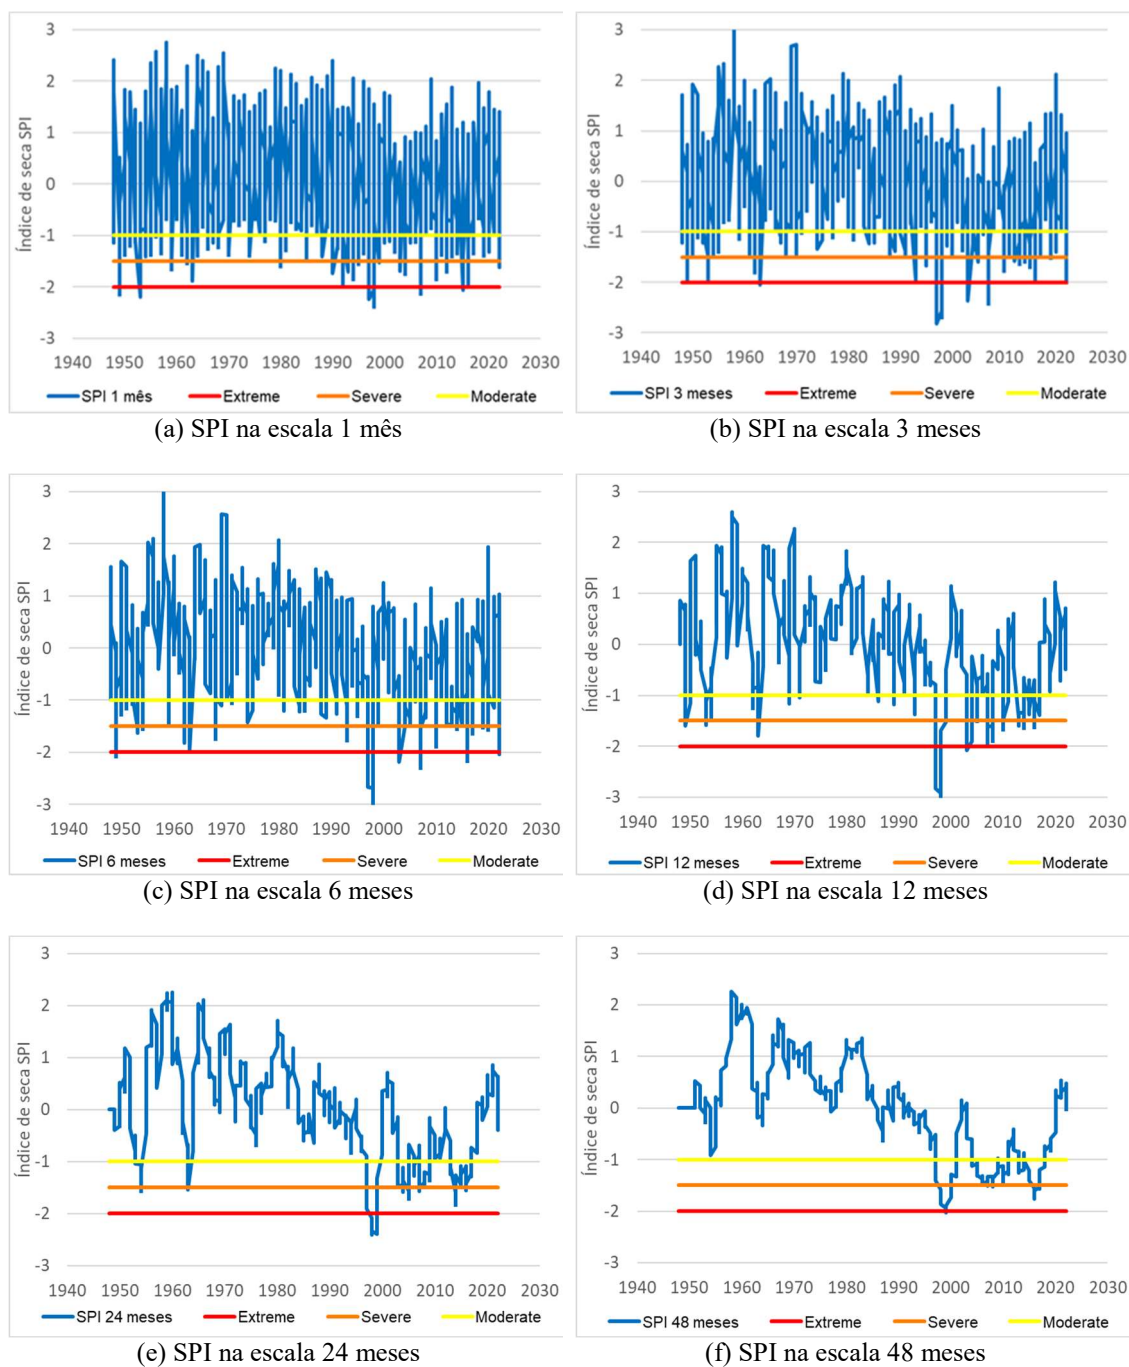 3
2
1
0
-1
-2
-3
Índice de seca SPI
1940 1950 1960 1970 1980 1990 2000 2010 2020 2030
SPI 1 mês Extreme Severe Moderate
(a) SPI na escala 1 mês
3
2
1
0
-1
-2
-3
Índice de seca SPI
1940 1950 1960 1970 1980 1990 2000 2010 2020 2030
SPI 3 meses Extreme Severe Moderate
(b) SPI na escala 3 meses
3
2
1
0
-1
-2
-3
Índice de seca SPI
1940 1950 1960 1970 1980 1990 2000 2010 2020 2030
SPI 6 meses Extreme Severe Moderate
(c) SPI na escala 6 meses
3
2
1
0
-1
-2
-3
Índice de seca SPI
1940 1950 1960 1970 1980 1990 2000 2010 2020 2030
SPI 12 meses Extreme Severe Moderate
(d) SPI na escala 12 meses
3
2
1
0
-1
-2
-3
Índice de seca SPI
1940 1950 1960 1970 1980 1990 2000 2010 2020 2030
SPI 24 meses Extreme Severe Moderate
(e) SPI na escala 24 meses
3
2
1
0
-1
-2
-3
Índice de seca SPI
1940 1950 1960 1970 1980 1990 2000 2010 2020 2030
SPI 48 meses Extreme Severe Moderate
(f) SPI na escala 48 meses